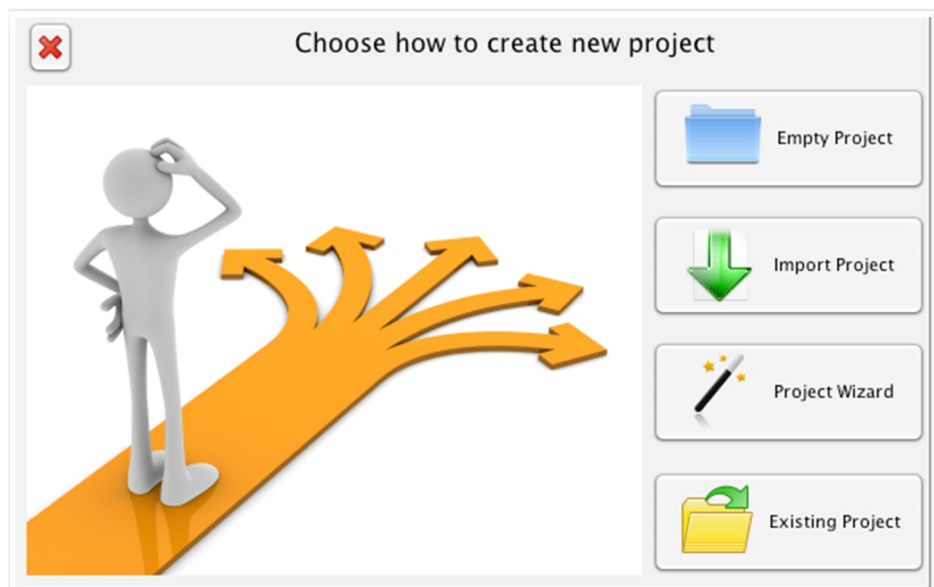 Choose how to create new project
Empty Project
Import Project
Project Wizard
Existing Project